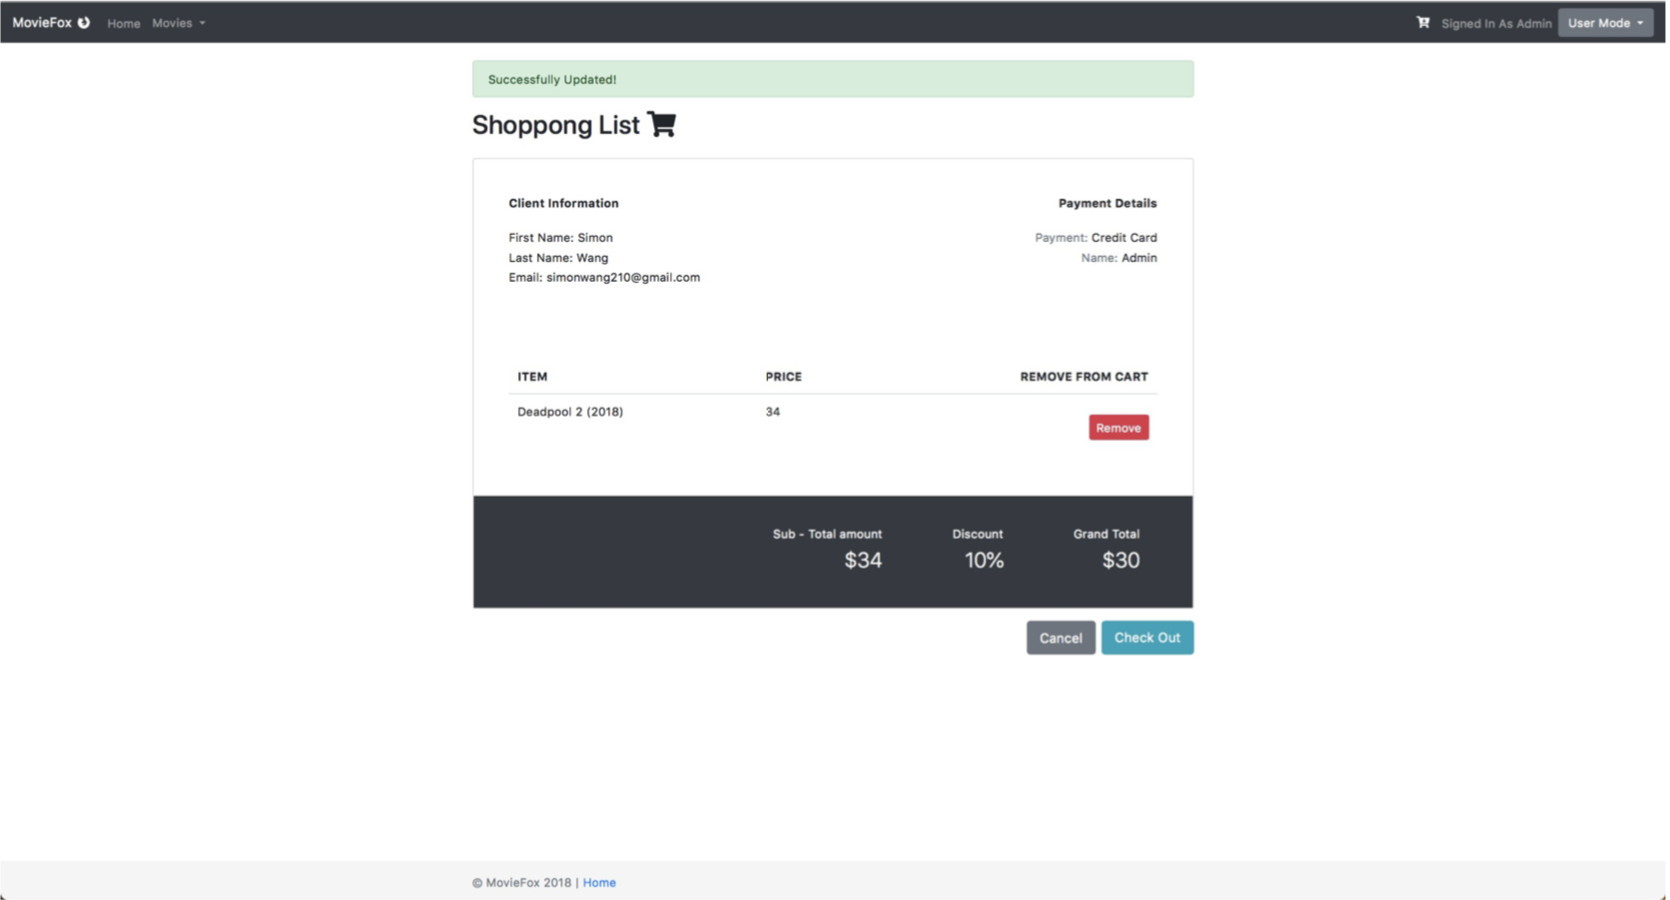 MovieFox Home Movies Signed In As Admin User Mode
Successfully Updated!
Shoppong List
Client Information Payment Details
First Name: Simon Payment: Credit Card
Last Name: Wang Name: Admin
Email: simonwang210@gmail.com
ITEM PRICE REMOVE FROM CART
Deadpool 2 (2018) 34
Remove
Sub - Total amount Discount Grand Total
$34 10% $30
Cancel Check Out
© MovieFox 2018 | Home